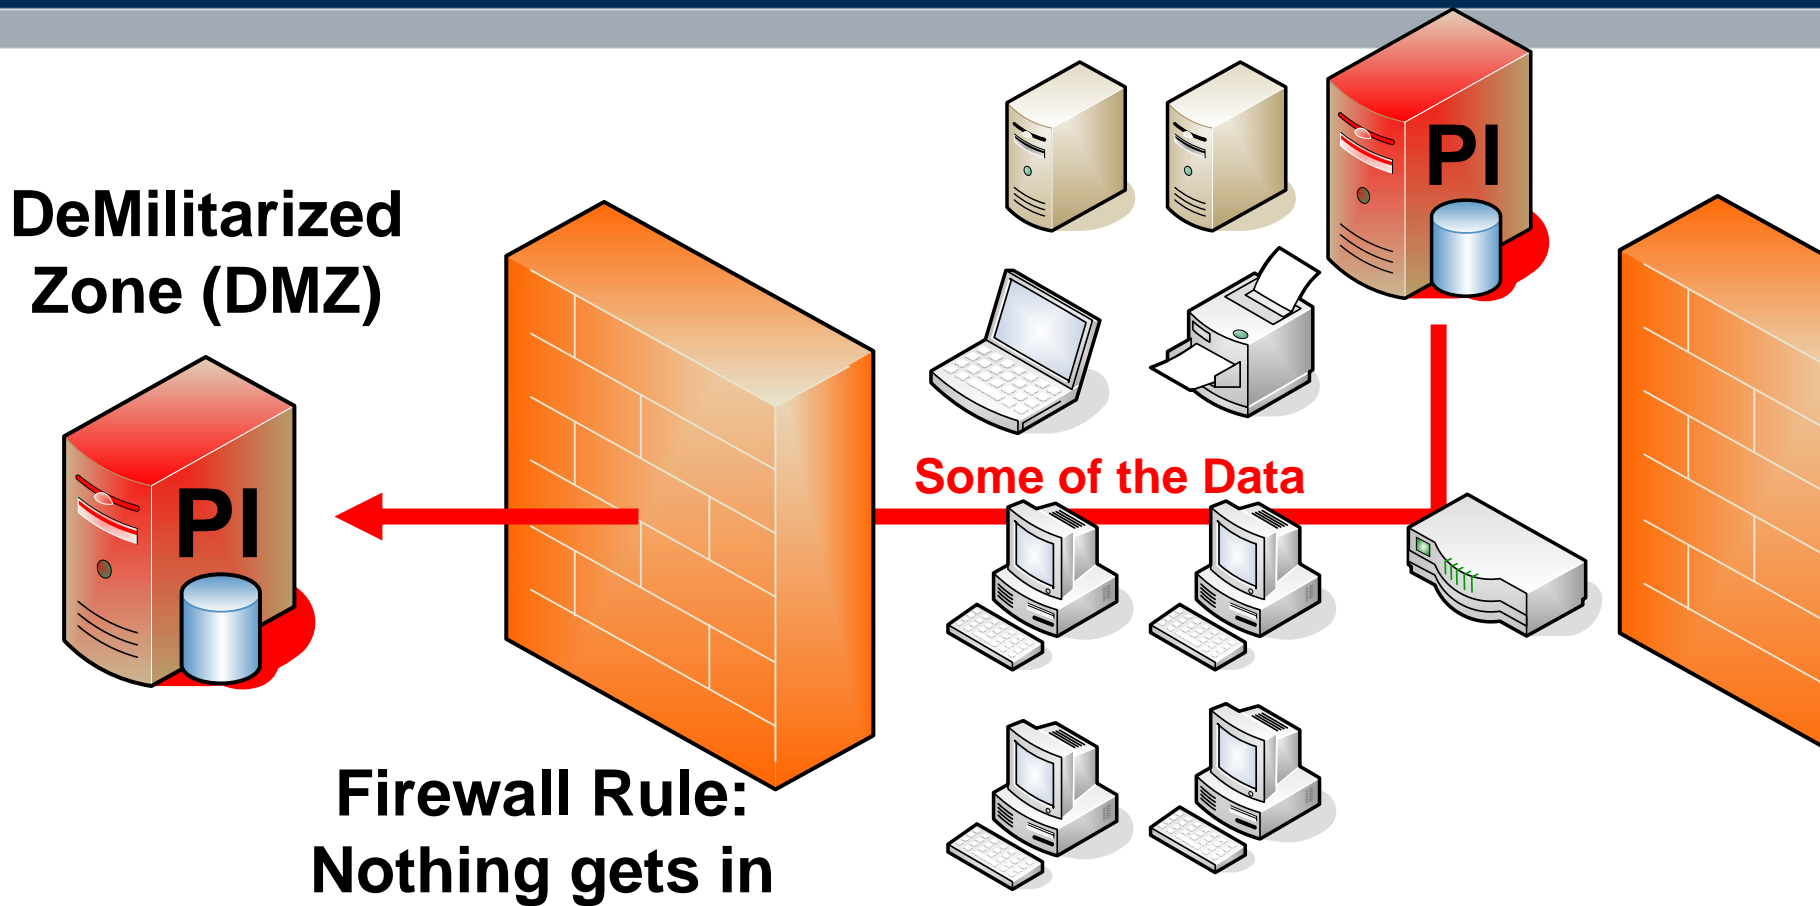 PI
DeMilitarized
Zone (DMZ)
Some of the Data
PI
Firewall Rule:
Nothing gets in